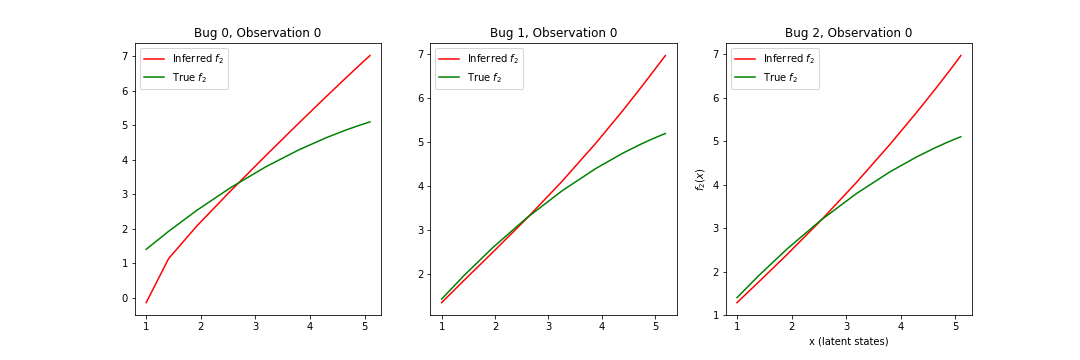 Bug 0, Observation 0
Inferred f₂
True f₂
7
6
5
4
3
2
1
0
1 2 3 4 5
Bug 1, Observation 0
Inferred f₂
True f₂
7
6
5
4
3
2
1 2 3 4 5
Bug 2, Observation 0
Inferred f₂
True f₂
f₂(x)
7
6
5
4
3
2
1
1 2 3 4 5
x (latent states)